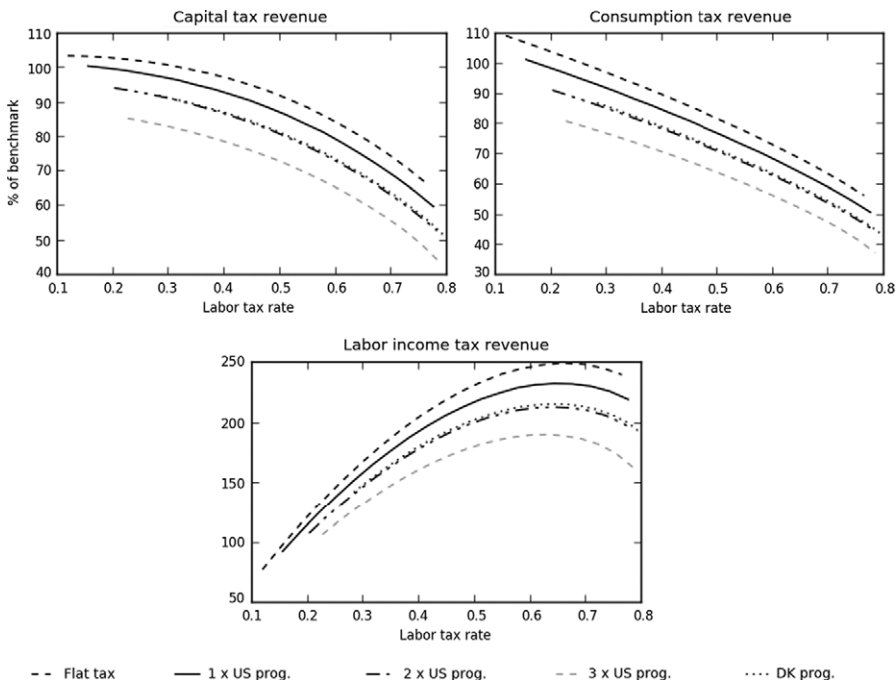 Capital tax revenue
110
100
90
80
70
60
50
40
% of benchmark
0.1 0.2 0.3 0.4 0.5 0.6 0.7 0.8
Labor tax rate
Consumption tax revenue
110
100
90
80
70
60
50
40
30
0.1 0.2 0.3 0.4 0.5 0.6 0.7 0.8
Labor tax rate
Labor income tax revenue
250
200
150
100
50
0.1 0.2 0.3 0.4 0.5 0.6 0.7 0.8
Labor tax rate
Flat tax 1 x US prog. 2 x US prog. 3 x US prog. DK prog.